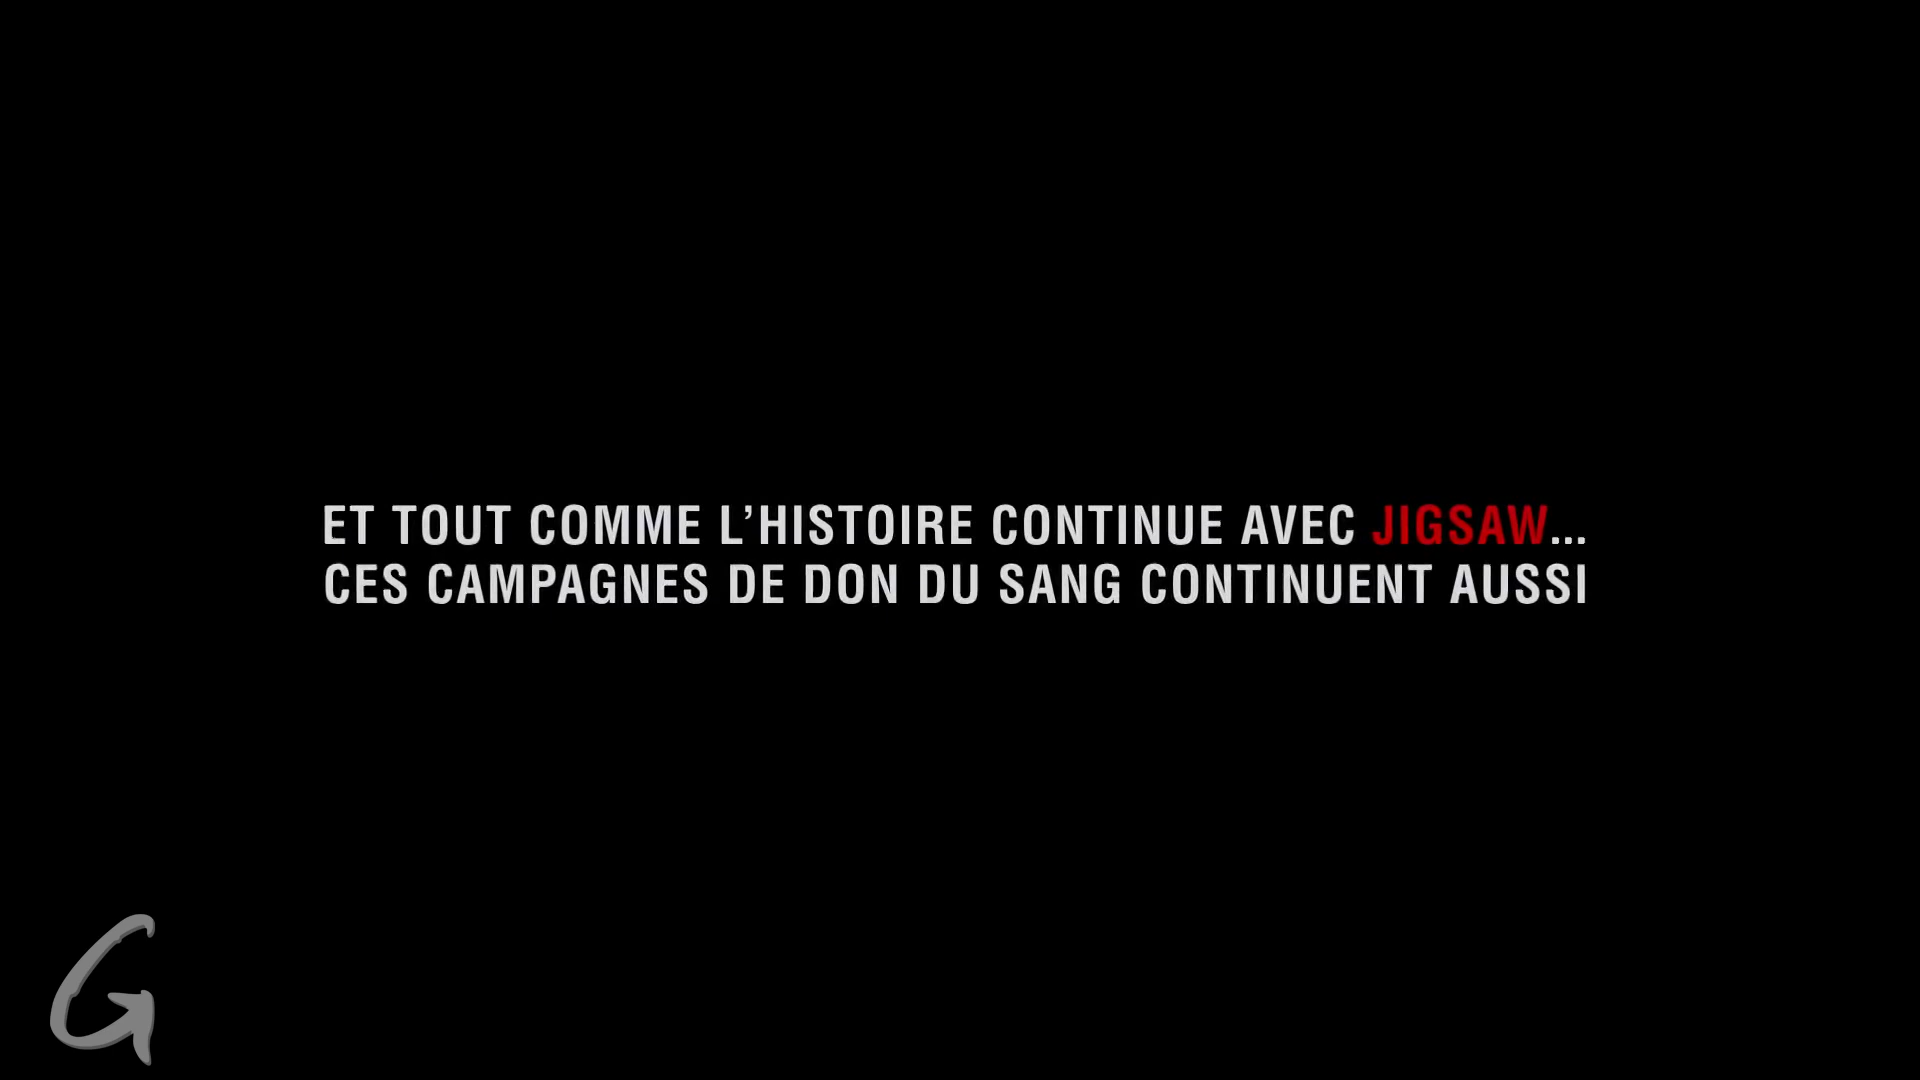 ET TOUT COMME L’HISTOIRE CONTINUE AVEC JIGSAW...
CES CAMPAGNES DE DON DU SANG CONTINUENT AUSSI
G